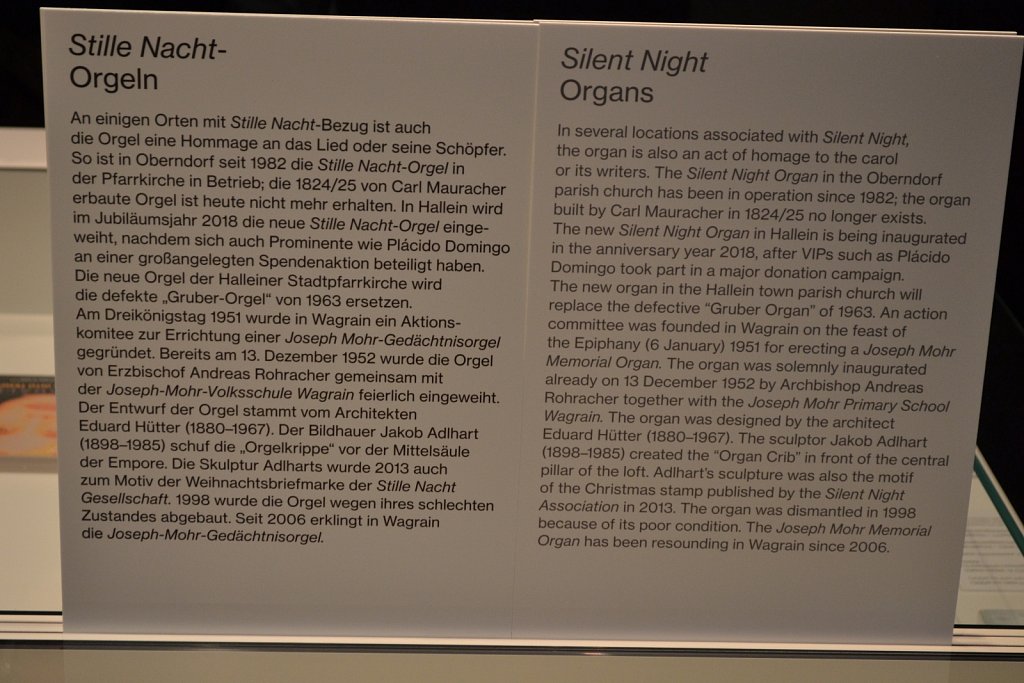 Stille Nacht-
Orgeln
An einigen Orten mit Stille Nacht-Bezug ist auch
die Orgel eine Hommage an das Lied oder seine Schöpfer.
So ist in Oberndorf seit 1982 die Stille Nacht-Orgel in
der Pfarrkirche in Betrieb; die 1824/25 von Carl Mauracher
erbaute Orgel ist heute nicht mehr erhalten. In Hallein wird
im Jubiläumsjahr 2018 die neue Stille Nacht-Orgel einge-
weiht, nachdem sich auch Prominente wie Plácido Domingo
an einer großangelegten Spendenaktion beteiligt haben.
Die neue Orgel der Halleiner Stadtpfarrkirche wird
die defekte „Gruber-Orgel“ von 1963 ersetzen.
Am Dreikönigstag 1951 wurde in Wagrain ein Aktions-
komitee zur Errichtung einer Joseph Mohr-Gedächtnisorgel
gegründet. Bereits am 13. Dezember 1952 wurde die Orgel
von Erzbischof Andreas Rohracher gemeinsam mit
der Joseph-Mohr-Volksschule Wagrain feierlich eingeweiht.
Der Entwurf der Orgel stammt vom Architekten
Eduard Hütter (1880–1967). Der Bildhauer Jakob Adlhart
(1898–1985) schuf die „Orgelkrippe“ vor der Mittelsäule
der Empore. Die Skulptur Adlharts wurde 2013 auch
zum Motiv der Weihnachtsbriefmarke der Stille Nacht
Gesellschaft. 1998 wurde die Orgel wegen ihres schlechten
Zustandes abgebaut. Seit 2006 erklingt in Wagrain
die Joseph-Mohr-Gedächtnisorgel.
Silent Night
Organs
In several locations associated with Silent Night,
the organ is also an act of homage to the carol
or its writers. The Silent Night Organ in the Oberndorf
parish church has been in operation since 1982; the organ
built by Carl Mauracher in 1824/25 no longer exists.
The new Silent Night Organ in Hallein is being inaugurated
in the anniversary year 2018, after VIPs such as Plácido
Domingo took part in a major donation campaign.
The new organ in the Hallein town parish church will
replace the defective “Gruber Organ” of 1963. An action
committee was founded in Wagrain on the feast of
the Epiphany (6 January) 1951 for erecting a Joseph Mohr
Memorial Organ. The organ was solemnly inaugurated
already on 13 December 1952 by Archbishop Andreas
Rohracher together with the Joseph Mohr Primary School
Wagrain. The organ was designed by the architect
Eduard Hütter (1880–1967). The sculptor Jakob Adlhart
(1898–1985) created the “Organ Crib” in front of the central
pillar of the loft. Adlhart’s sculpture was also the motif
of the Christmas stamp published by the Silent Night
Association in 2013. The organ was dismantled in 1998
because of its poor condition. The Joseph Mohr Memorial
Organ has been resounding in Wagrain since 2006.